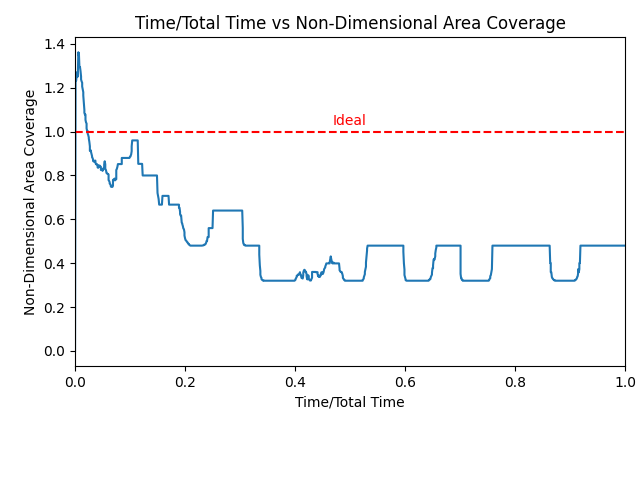 Time/Total Time vs Non-Dimensional Area Coverage
Non-Dimensional Area Coverage
1.4
1.2
1.0
0.8
0.6
0.4
0.2
0.0
Ideal
0.0 0.2 0.4 0.6 0.8 1.0
Time/Total Time